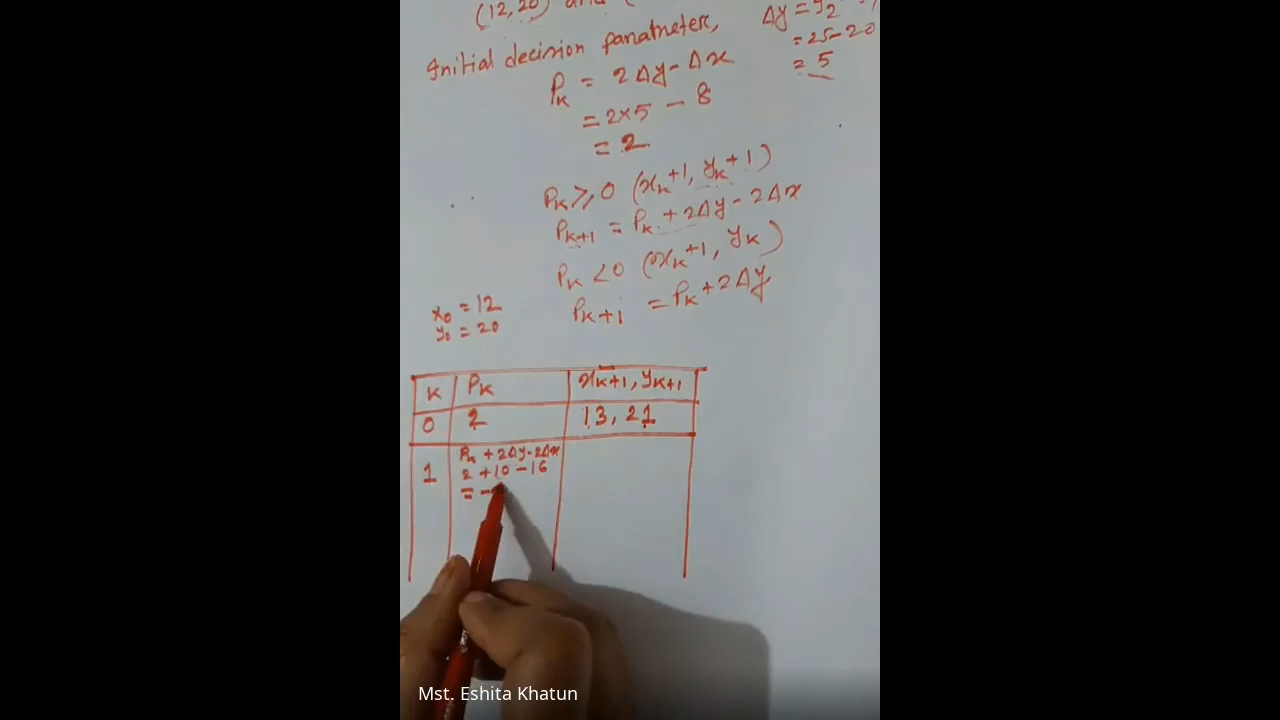 (12,20) and (
Δy = y2
= 25-20
= 5
Initial decision parameter,
PK = 2Δy-Δx
= 2×5 - 8
= 2
PK ⩾ 0 (xK+1, yK+1)
PK+1 = PK + 2Δy - 2Δx
PK <0 (xK+1, yK)
PK+1 = PK+2Δy
x0 = 12
y0 = 20
K PK xK+1, yK+1
0 2 13, 21
1 PK + 2Δy-2Δx
2 +10 - 16
= -
Mst. Eshita Khatun